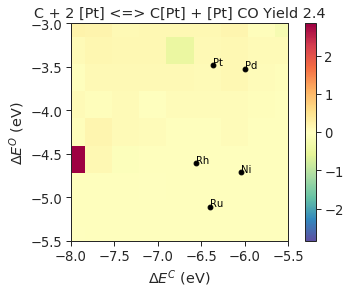 C + 2 [Pt] <=> C[Pt] + [Pt] CO Yield 2.4
−3.0
−3.5
−4.0
−4.5
−5.0
−5.5
ΔE^O (eV)
Pt
Pd
Rh
Ni
Ru
−8.0 −7.5 −7.0 −6.5 −6.0 −5.5
ΔE^C (eV)
2
1
0
−1
−2